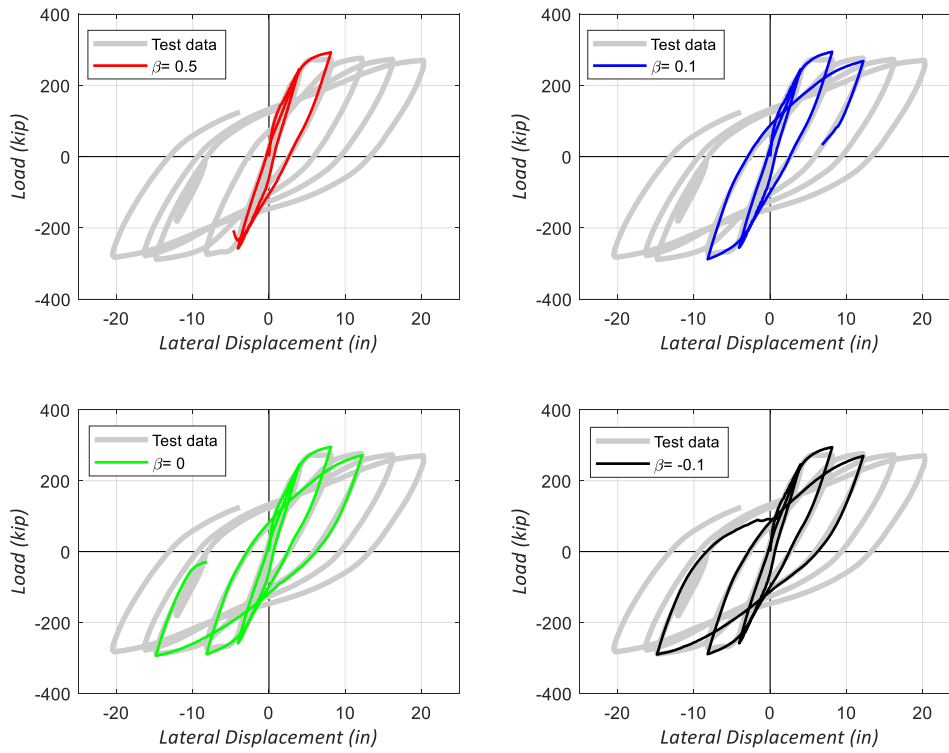 400
200
0
-200
-400
Load (kip)
Test data
β= 0.5
-20 -10 0 10 20
Lateral Displacement (in)
400
200
0
-200
-400
Load (kip)
Test data
β= 0.1
-20 -10 0 10 20
Lateral Displacement (in)
400
200
0
-200
-400
Load (kip)
Test data
β= 0
-20 -10 0 10 20
Lateral Displacement (in)
400
200
0
-200
-400
Load (kip)
Test data
β= -0.1
-20 -10 0 10 20
Lateral Displacement (in)